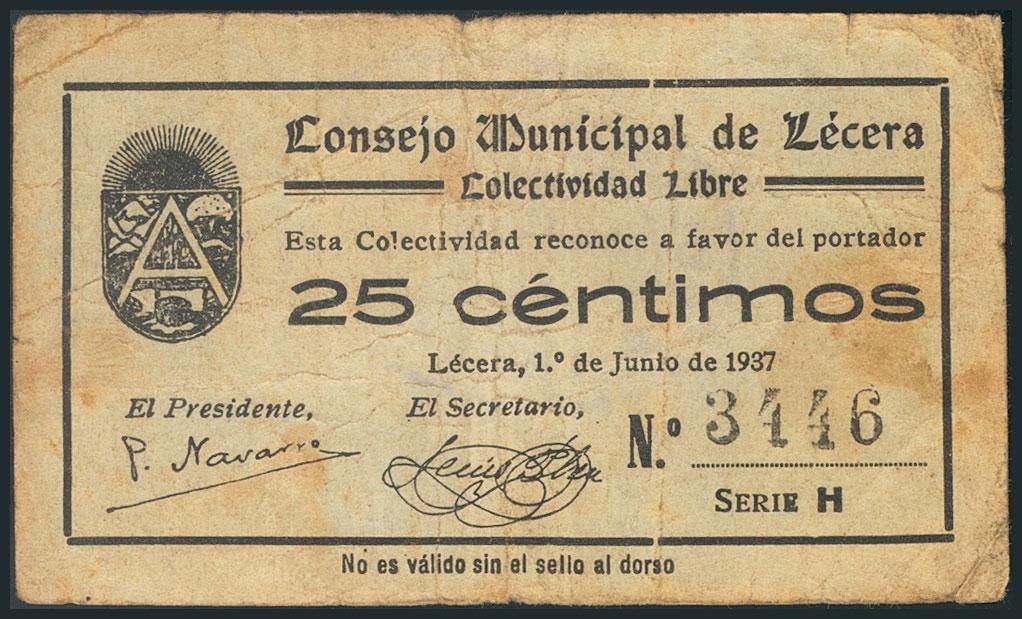 Consejo Municipal de Lécera
Colectividad Libre
A
Esta Colectividad reconoce a favor del portador
25 céntimos
Lécera, 1.º de Junio de 1937
El Presidente,
El Secretario,
P. Navarro
N.º 3446
SERIE H
No es válido sin el sello al dorso